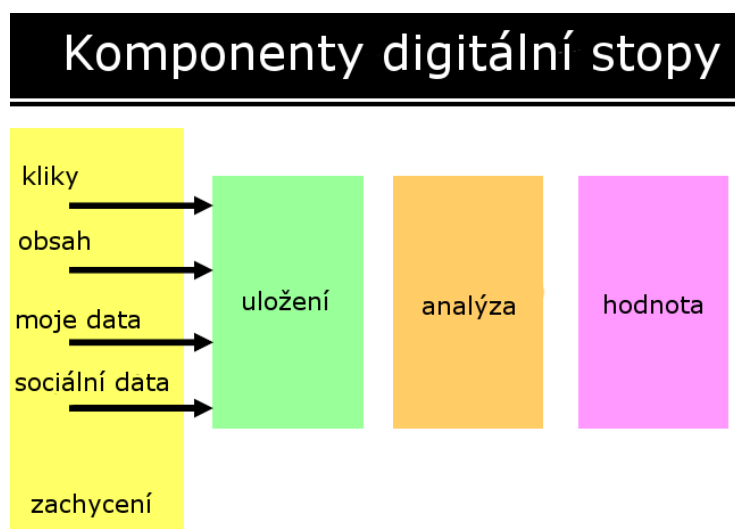 Komponenty digitální stopy
kliky
obsah
moje data
sociální data
zachycení
uložení
analýza
hodnota